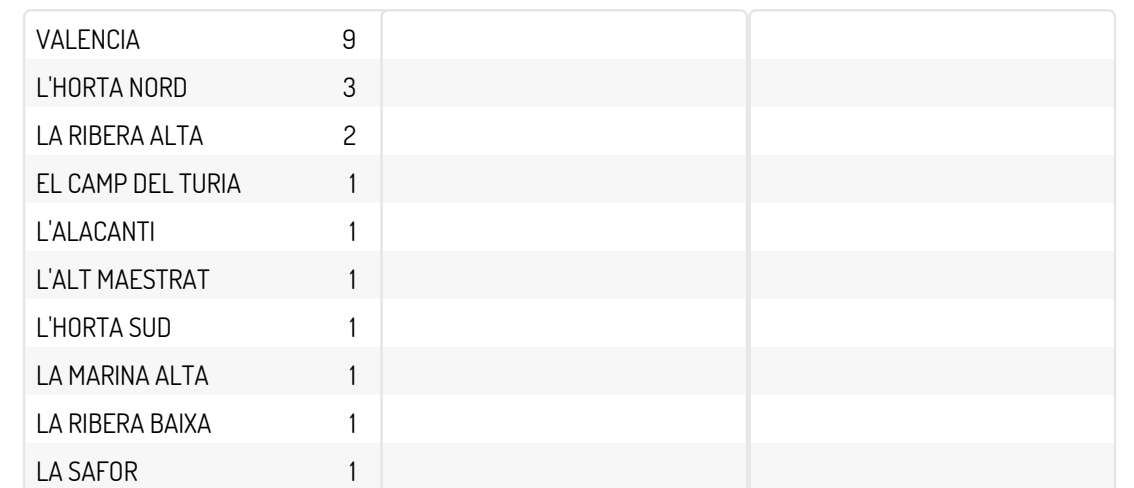 VALENCIA 9
L'HORTA NORD 3
LA RIBERA ALTA 2
EL CAMP DEL TURIA 1
L'ALACANTI 1
L'ALT MAESTRAT 1
L'HORTA SUD 1
LA MARINA ALTA 1
LA RIBERA BAIXA 1
LA SAFOR 1